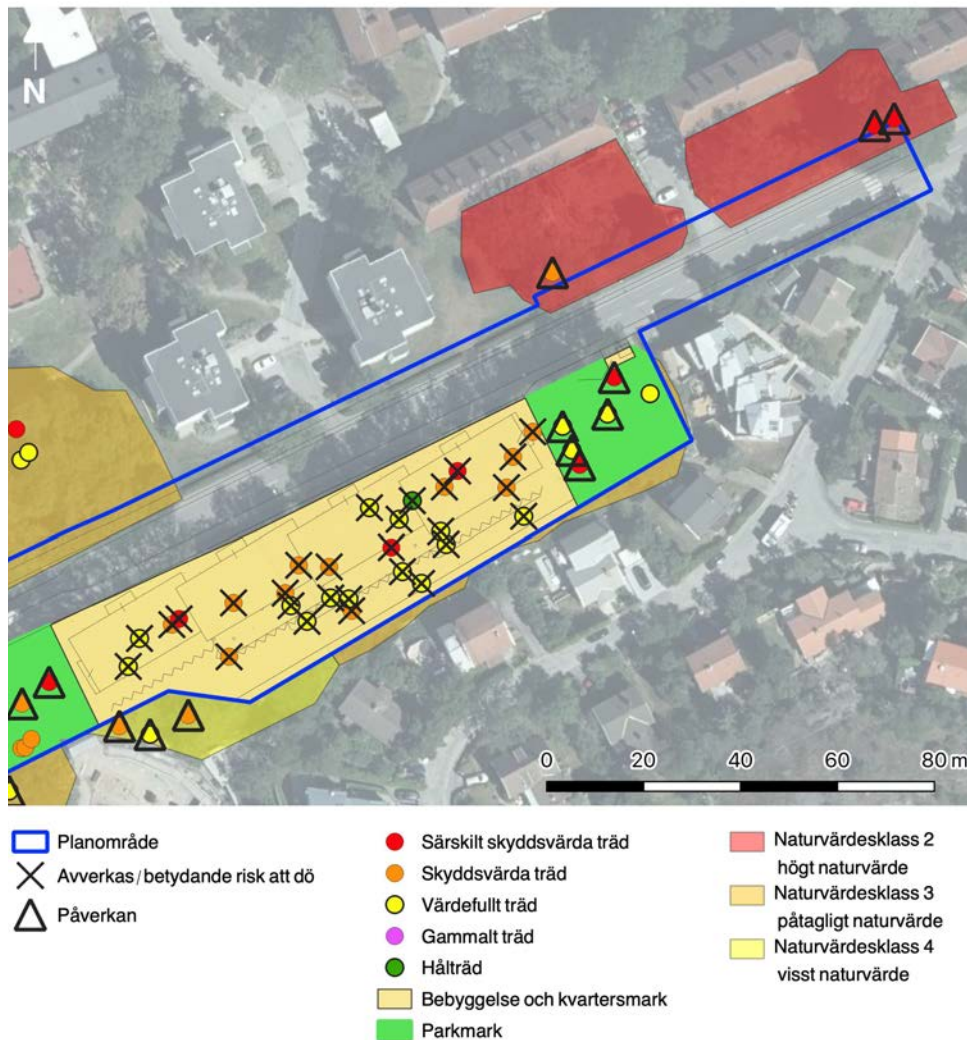 N
0 20 40 60 80 m
Planområde
Avverkas/betydande risk att dö
Påverkan
Särskilt skyddsvärda träd
Skyddsvärda träd
Värdefullt träd
Gammalt träd
Hålträd
Bebyggelse och kvartersmark
Parkmark
Naturvärdesklass 2
högt naturvärde
Naturvärdesklass 3
påtagligt naturvärde
Naturvärdesklass 4
visst naturvärde